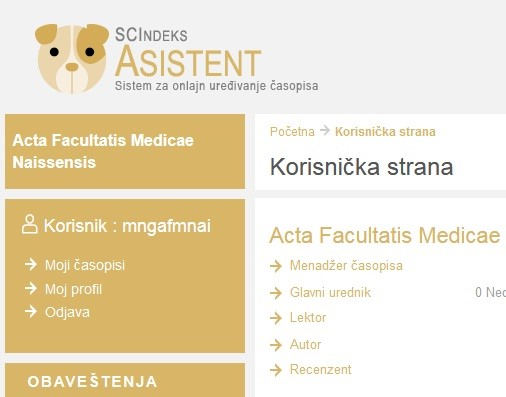 SCINDEKS
ASISTENT
Sistem za onlajn uređivanje časopisa
Acta Facultatis Medicae
Naissensis
Početna → Korisnička strana
Korisnička strana
Korisnik : mngafmnai
→ Moji časopisi
→ Moj profil
→ Odjava
OBAVEŠTENJA
Acta Facultatis Medicae
→ Menadžer časopisa
→ Glavni urednik 0
→ Lektor
→ Autor
→ Recenzent